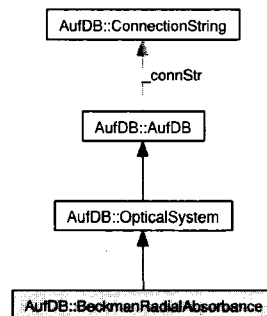 AufDB::ConnectionString
_connStr
AufDB::AufDB
AufDB::OpticalSystem
AufDB::BeckmanRadialAbsorbance